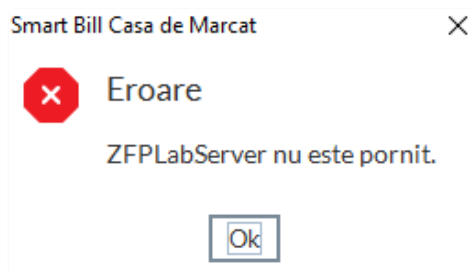 Smart Bill Casa de Marcat
Eroare
ZFPLabServer nu este pornit.
Ok